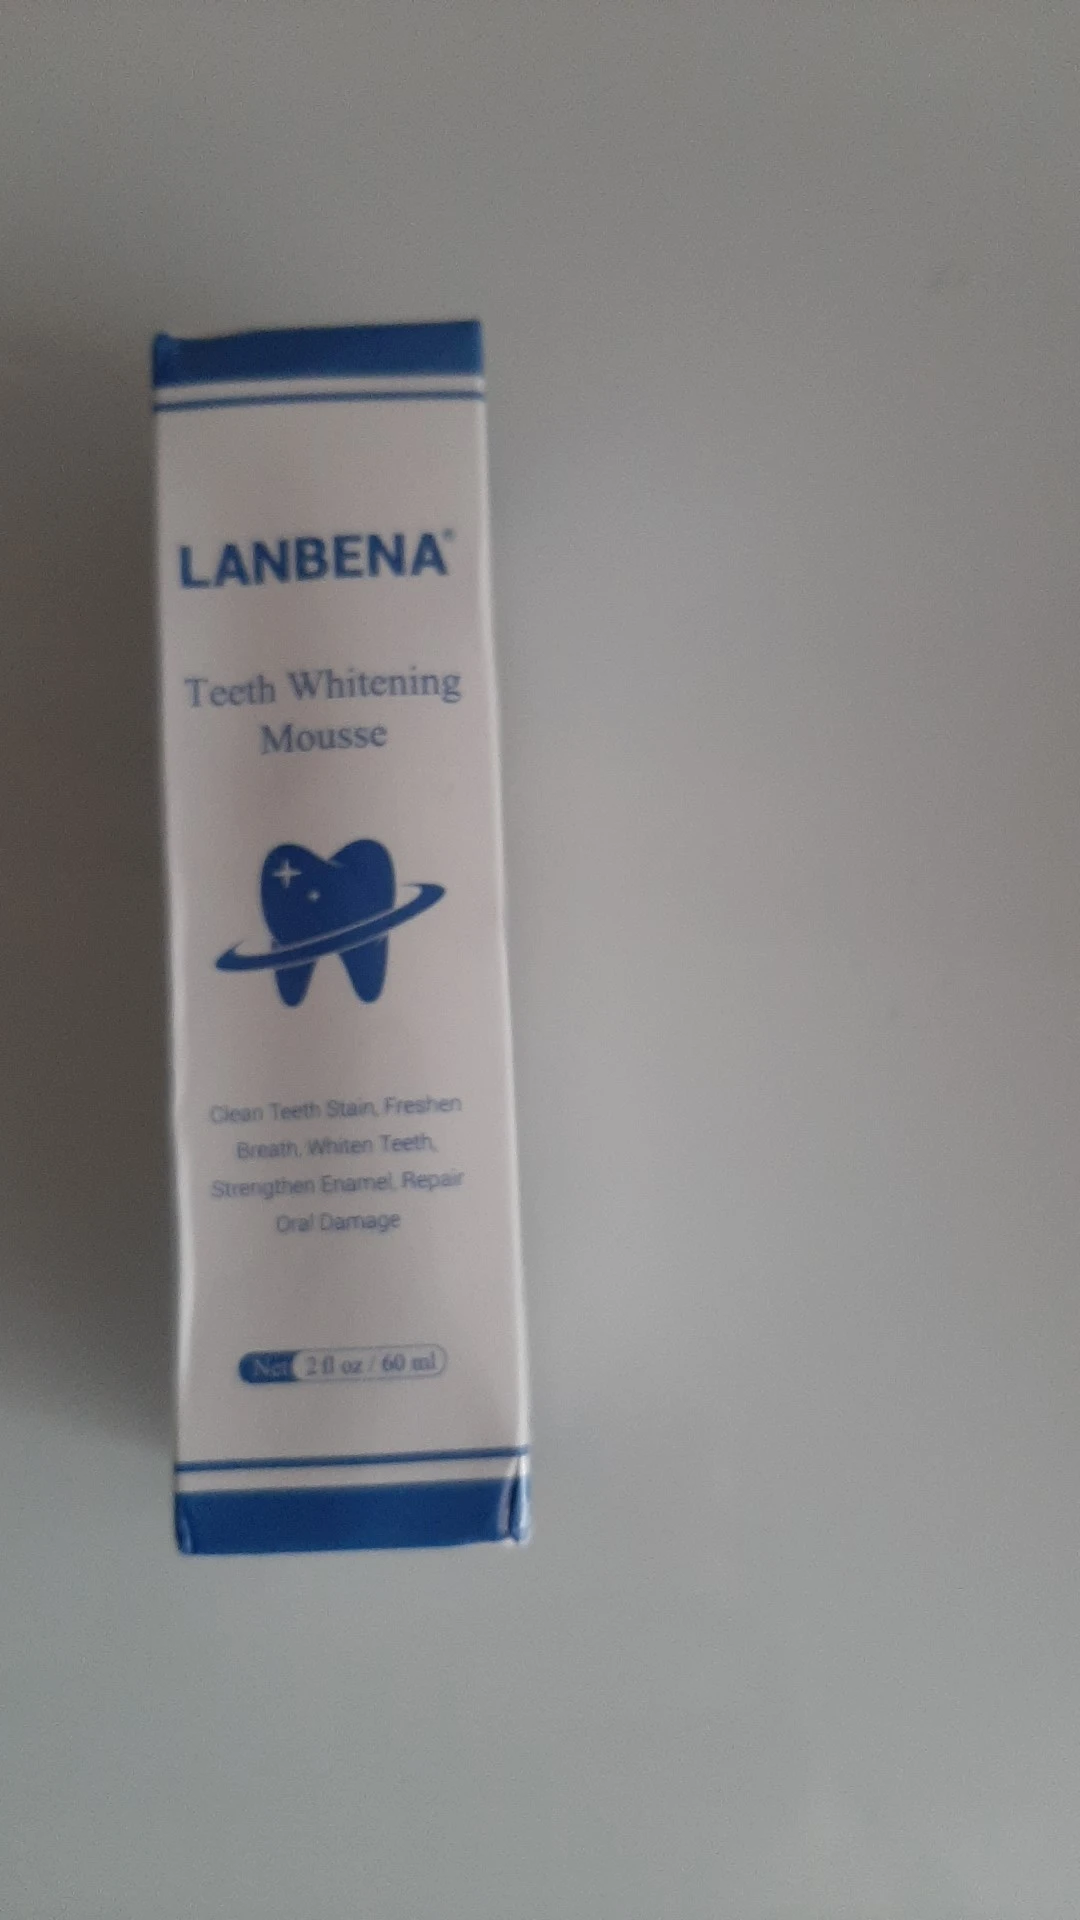 LANBENA®
Teeth Whitening
Mousse
Clean Teeth Stain, Freshen
Breath, Whiten Teeth,
Strengthen Enamel, Repair
Oral Damage
Net 2 fl oz / 60 ml